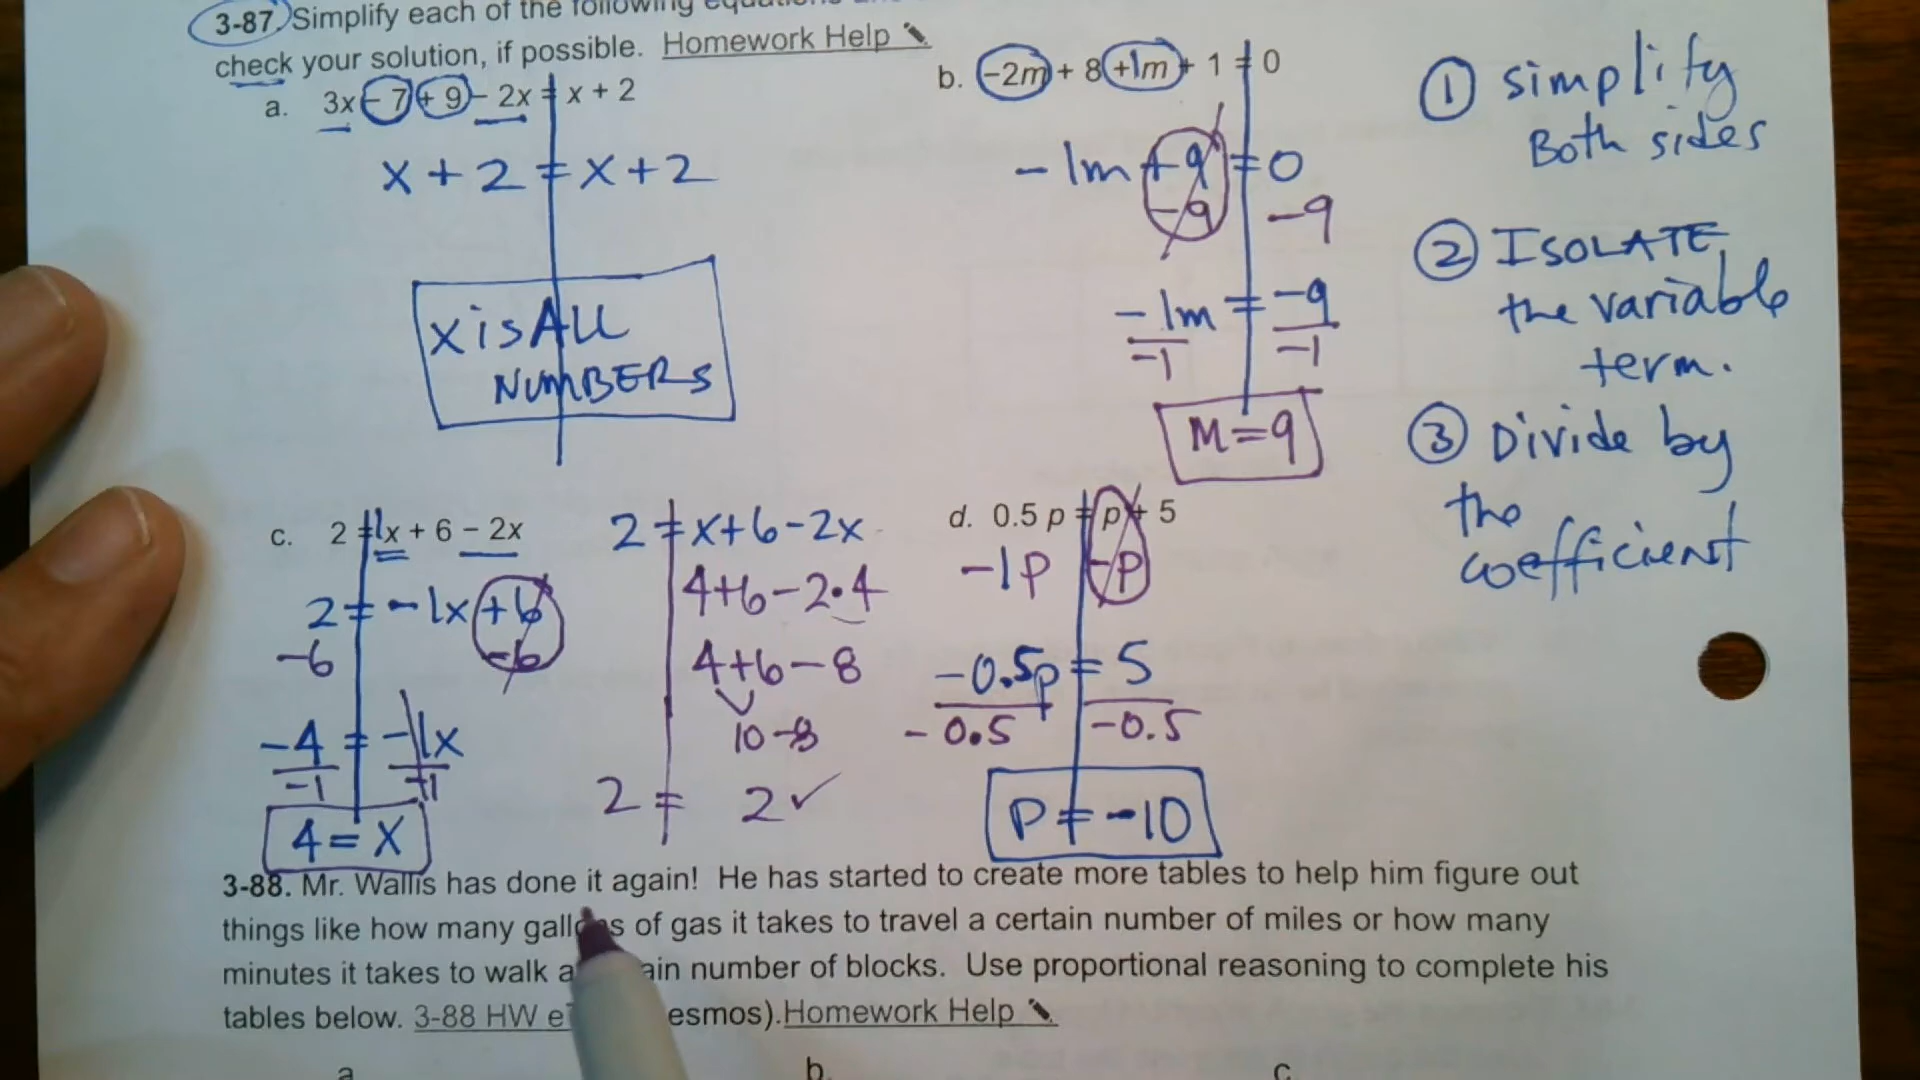 3-87. Simplify each of the following equations
check your solution, if possible. Homework Help
a. 3x - 7 + 9 - 2x = x + 2
x + 2 = x + 2
x is All
NUMBERS
b. -2m + 8 + 1m + 1 = 0
-1m + 9 = 0
-9 -9
-1m = -9
-1 -1
M = 9
① Simplify
Both sides
② ISOLATE
the variable
term.
③ Divide by
the
coefficient
c. 2 = 1x + 6 - 2x
2 = -1x + 6
-6 -6
-4 = -1x
-1 -1
4 = x
2 = x + 6 - 2x
4 + 6 - 2 • 4
4 + 6 - 8
10 - 8
2 = 2 ✓
d. 0.5 p = p + 5
-1p -p
-0.5p = 5
-0.5 -0.5
P = -10
3-88. Mr. Wallis has done it again! He has started to create more tables to help him figure out
things like how many gallons of gas it takes to travel a certain number of miles or how many
minutes it takes to walk a certain number of blocks. Use proportional reasoning to complete his
tables below. 3-88 HW esmos). Homework Help
a b. c